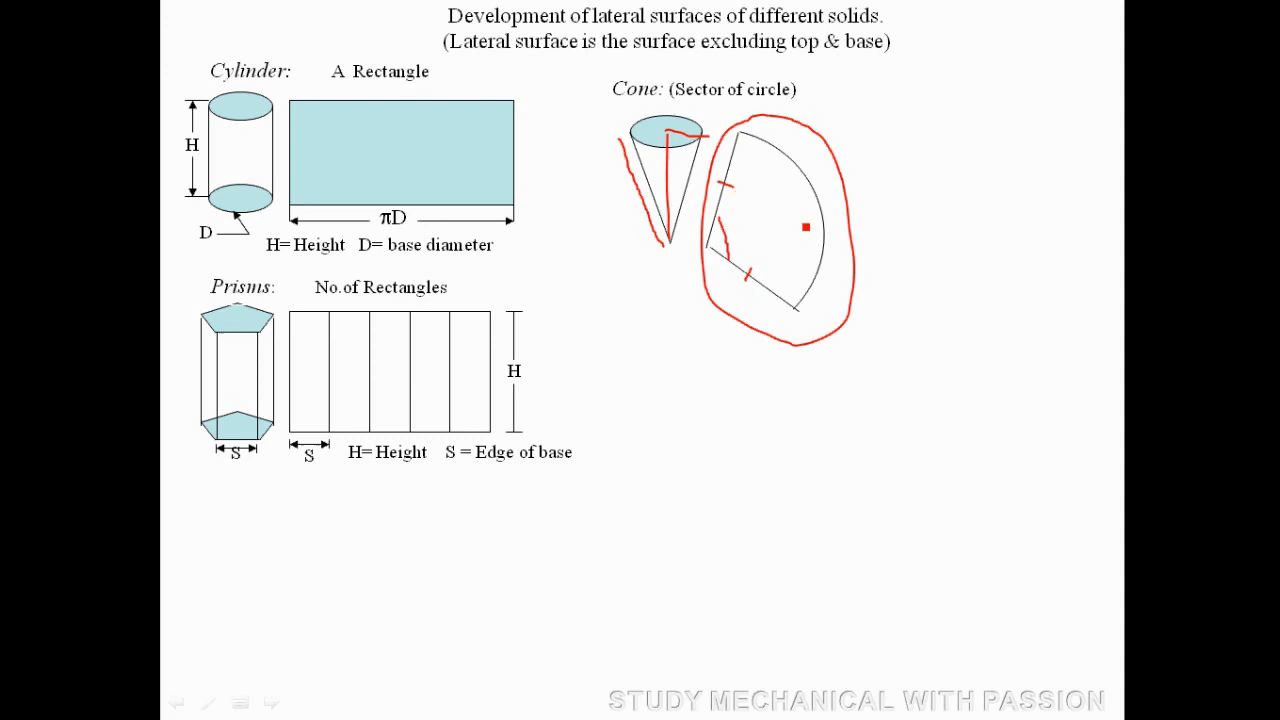 Development of lateral surfaces of different solids.
(Lateral surface is the surface excluding top & base)
Cylinder: A Rectangle
H
πD
D
H= Height D= base diameter
Prisms: No.of Rectangles
H
S
S
H= Height S = Edge of base
Cone: (Sector of circle)
STUDY MECHANICAL WITH PASSION